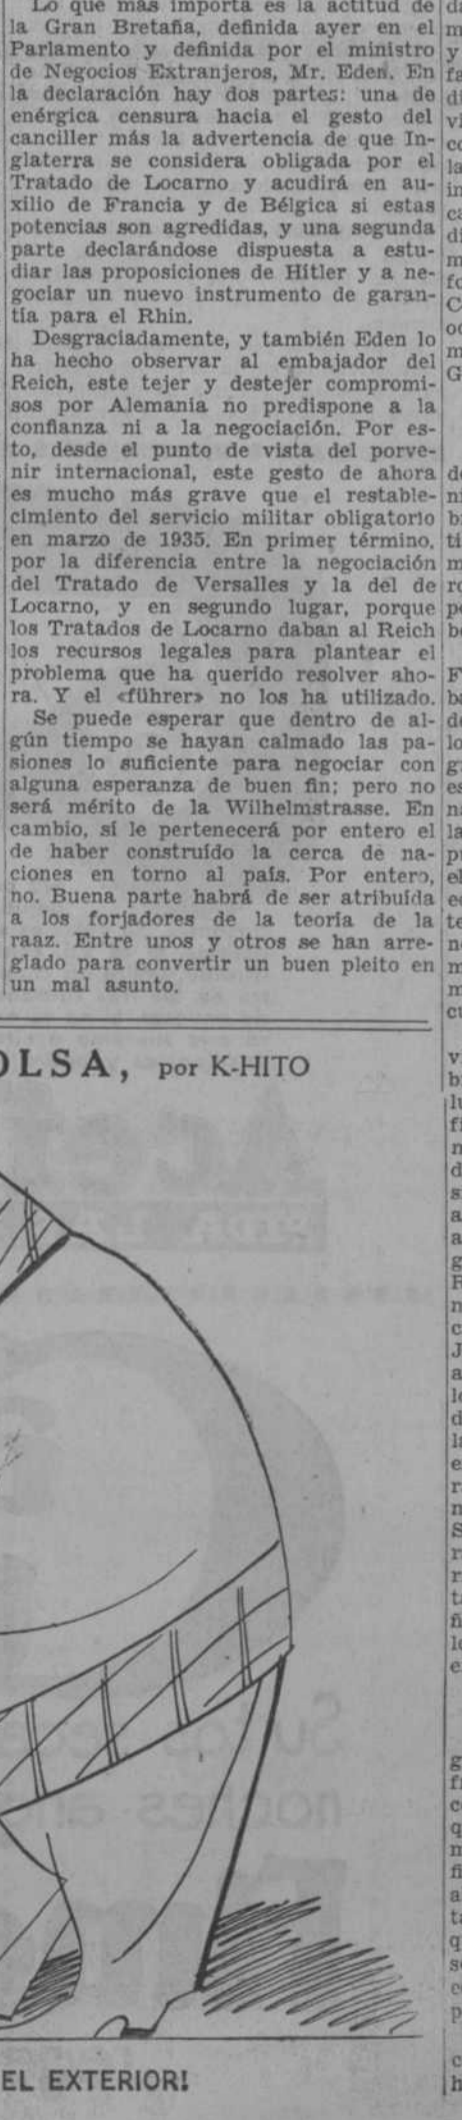 Lo que más importa es la actitud de
la Gran Bretaña, definida ayer en el
Parlamento y definida por el ministro
de Negocios Extranjeros, Mr. Eden. En
la declaración hay dos partes: una de
enérgica censura hacia el gesto del
canciller más la advertencia de que In-
glaterra se considera obligada por el
Tratado de Locarno y acudirá en au-
xilio de Francia y de Bélgica si estas
potencias son agredidas, y una segunda
parte declarándose dispuesta a estu-
diar las proposiciones de Hitler y a ne-
gociar un nuevo instrumento de garan-
tía para el Rhin.
Desgraciadamente, y también Eden lo
ha hecho observar al embajador del
Reich, este tejer y destejer compromi-
sos por Alemania no predispone a la
confianza ni a la negociación. Por es-
to, desde el punto de vista del porve-
nir internacional, este gesto de ahora
es mucho más grave que el restable-
cimiento del servicio militar obligatorio
en marzo de 1935. En primer término,
por la diferencia entre la negociación
del Tratado de Versalles y la del de
Locarno, y en segundo lugar, porque
los Tratados de Locarno daban al Reich
los recursos legales para plantear el
problema que ha querido resolver aho-
ra. Y el «führer» no los ha utilizado.
Se puede esperar que dentro de al-
gún tiempo se hayan calmado las pa-
siones lo suficiente para negociar con
alguna esperanza de buen fin; pero no
será mérito de la Wilhelmstrasse. En
cambio, sí le pertenecerá por entero el
de haber construído la cerca de na-
ciones en torno al país. Por entero,
no. Buena parte habrá de ser atribuída
a los forjadores de la teoría de la
raaz. Entre unos y otros se han arre-
glado para convertir un buen pleito en
un mal asunto.
OLSA, por K-HITO
EL EXTERIOR!